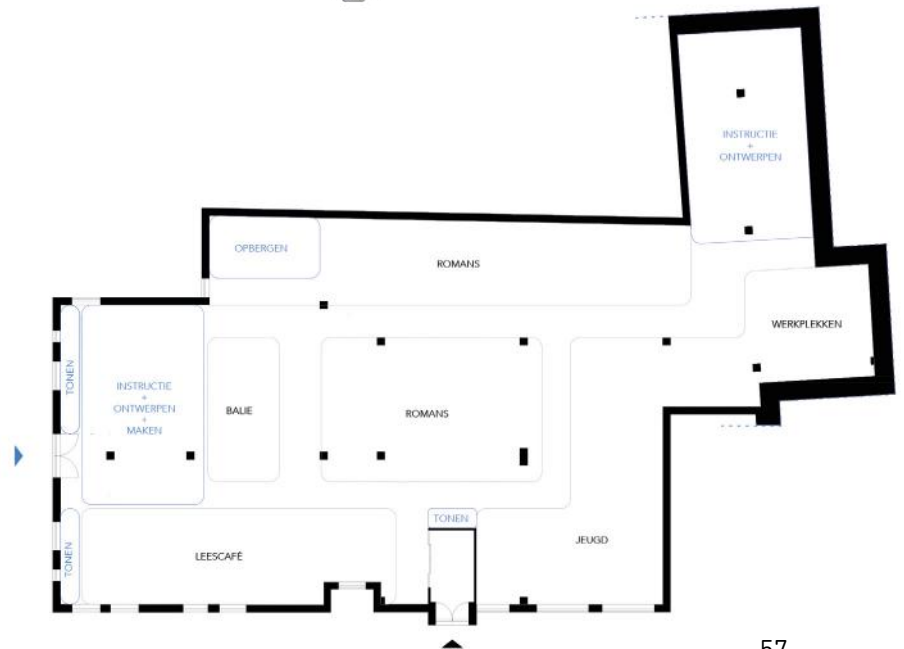 INSTRUCTIE
+
ONTWERPEN
OPBERGEN
ROMANS
WERKPLEKKEN
TONEN
INSTRUCTIE
+
ONTWERPEN
+
MAKEN
BALIE
ROMANS
TONEN
TONEN
LEESCAFÉ
JEUGD
57